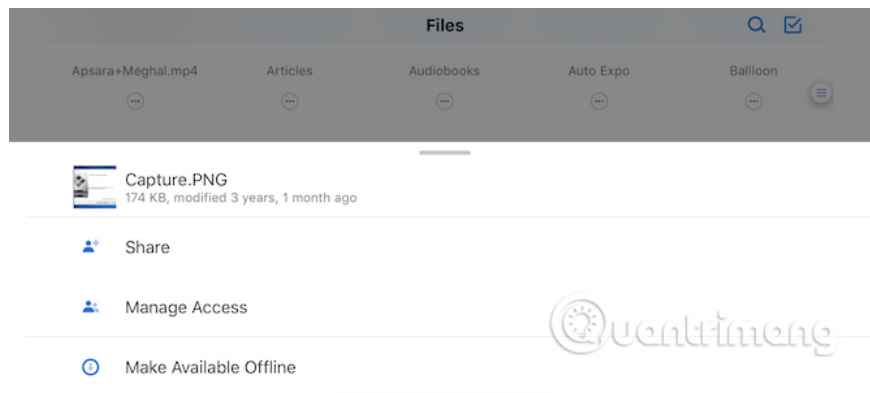 Files
Apsara+Meghal.mp4 Articles Audiobooks Auto Expo Ballloon
Capture.PNG
174 KB, modified 3 years, 1 month ago
Share
Manage Access
Make Available Offline
Quantrimang